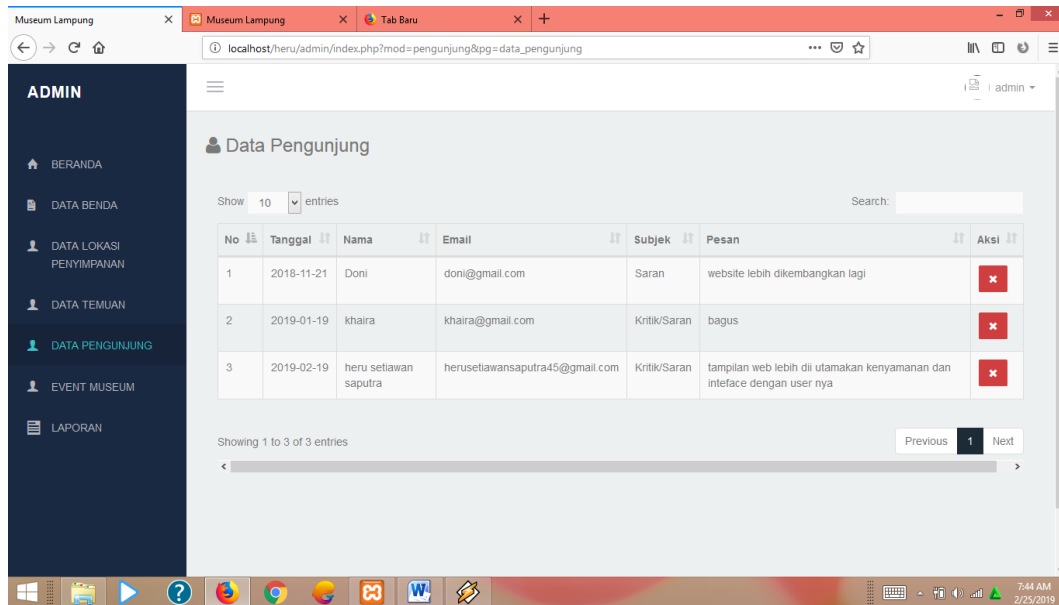 Museum Lampung
Museum Lampung
Tab Baru
localhost/heru/admin/index.php?mod=pengunjung&pg=data_pengunjung
ADMIN
admin
BERANDA
DATA BENDA
DATA LOKASI
PENYIMPANAN
DATA TEMUAN
DATA PENGUNJUNG
EVENT MUSEUM
LAPORAN
Data Pengunjung
Show 10 entries
Search:
No Tanggal Nama Email Subjek Pesan Aksi
1 2018-11-21 Doni doni@gmail.com Saran website lebih dikembangkan lagi
2 2019-01-19 khaira khaira@gmail.com Kritik/Saran bagus
3 2019-02-19 heru setiawan herusetiawansaputra45@gmail.com Kritik/Saran tampilan web lebih dii utamakan kenyamanan dan
saputra inteface dengan user nya
Showing 1 to 3 of 3 entries
Previous 1 Next
7:44 AM
2/25/2019